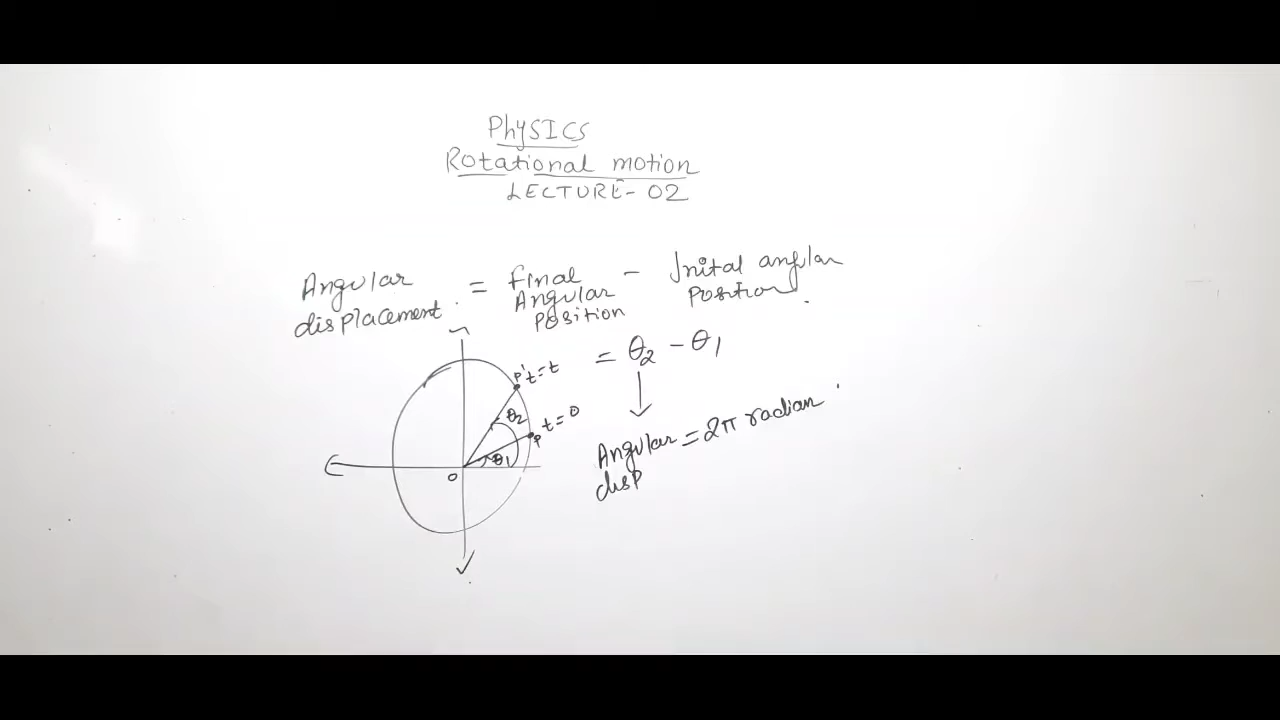 PhYSICS
Rotational motion
LECTURE- 02
Angular displacement. = final Angular Position - Inital angular Position.
= θ2 - θ1
P' t=t
θ2
t=0
P
θ1
O
Angular disp = 2π radian